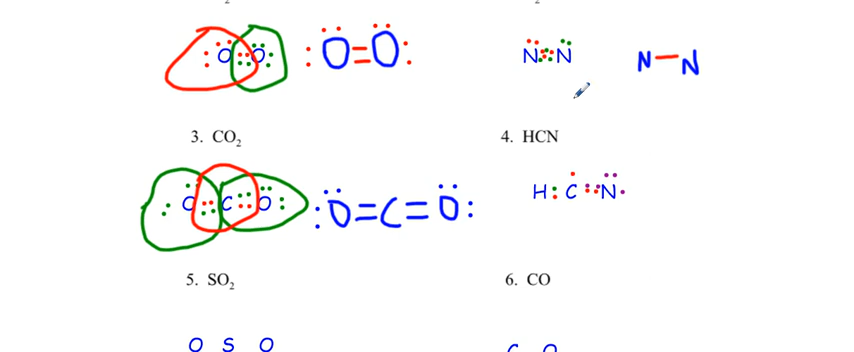 :O::O: :O=O: N:::N N—N
3. CO₂ 4. HCN
:O::C::O: :O=C=O: H:C::N
5. SO₂ 6. CO
O S O C O